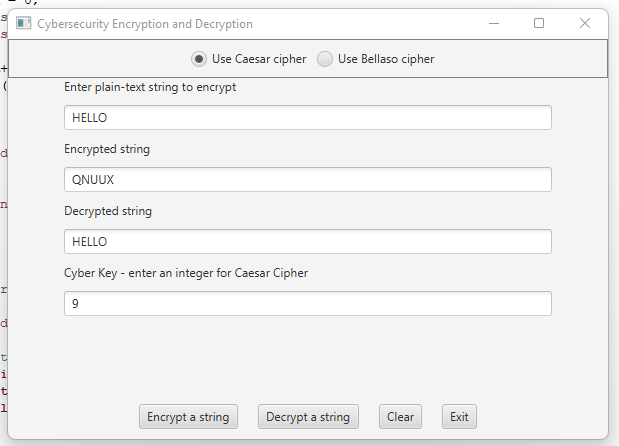 Cybersecurity Encryption and Decryption
Use Caesar cipher Use Bellaso cipher
Enter plain-text string to encrypt
HELLO
Encrypted string
QNUUX
Decrypted string
HELLO
Cyber Key - enter an integer for Caesar Cipher
9
Encrypt a string Decrypt a string Clear Exit